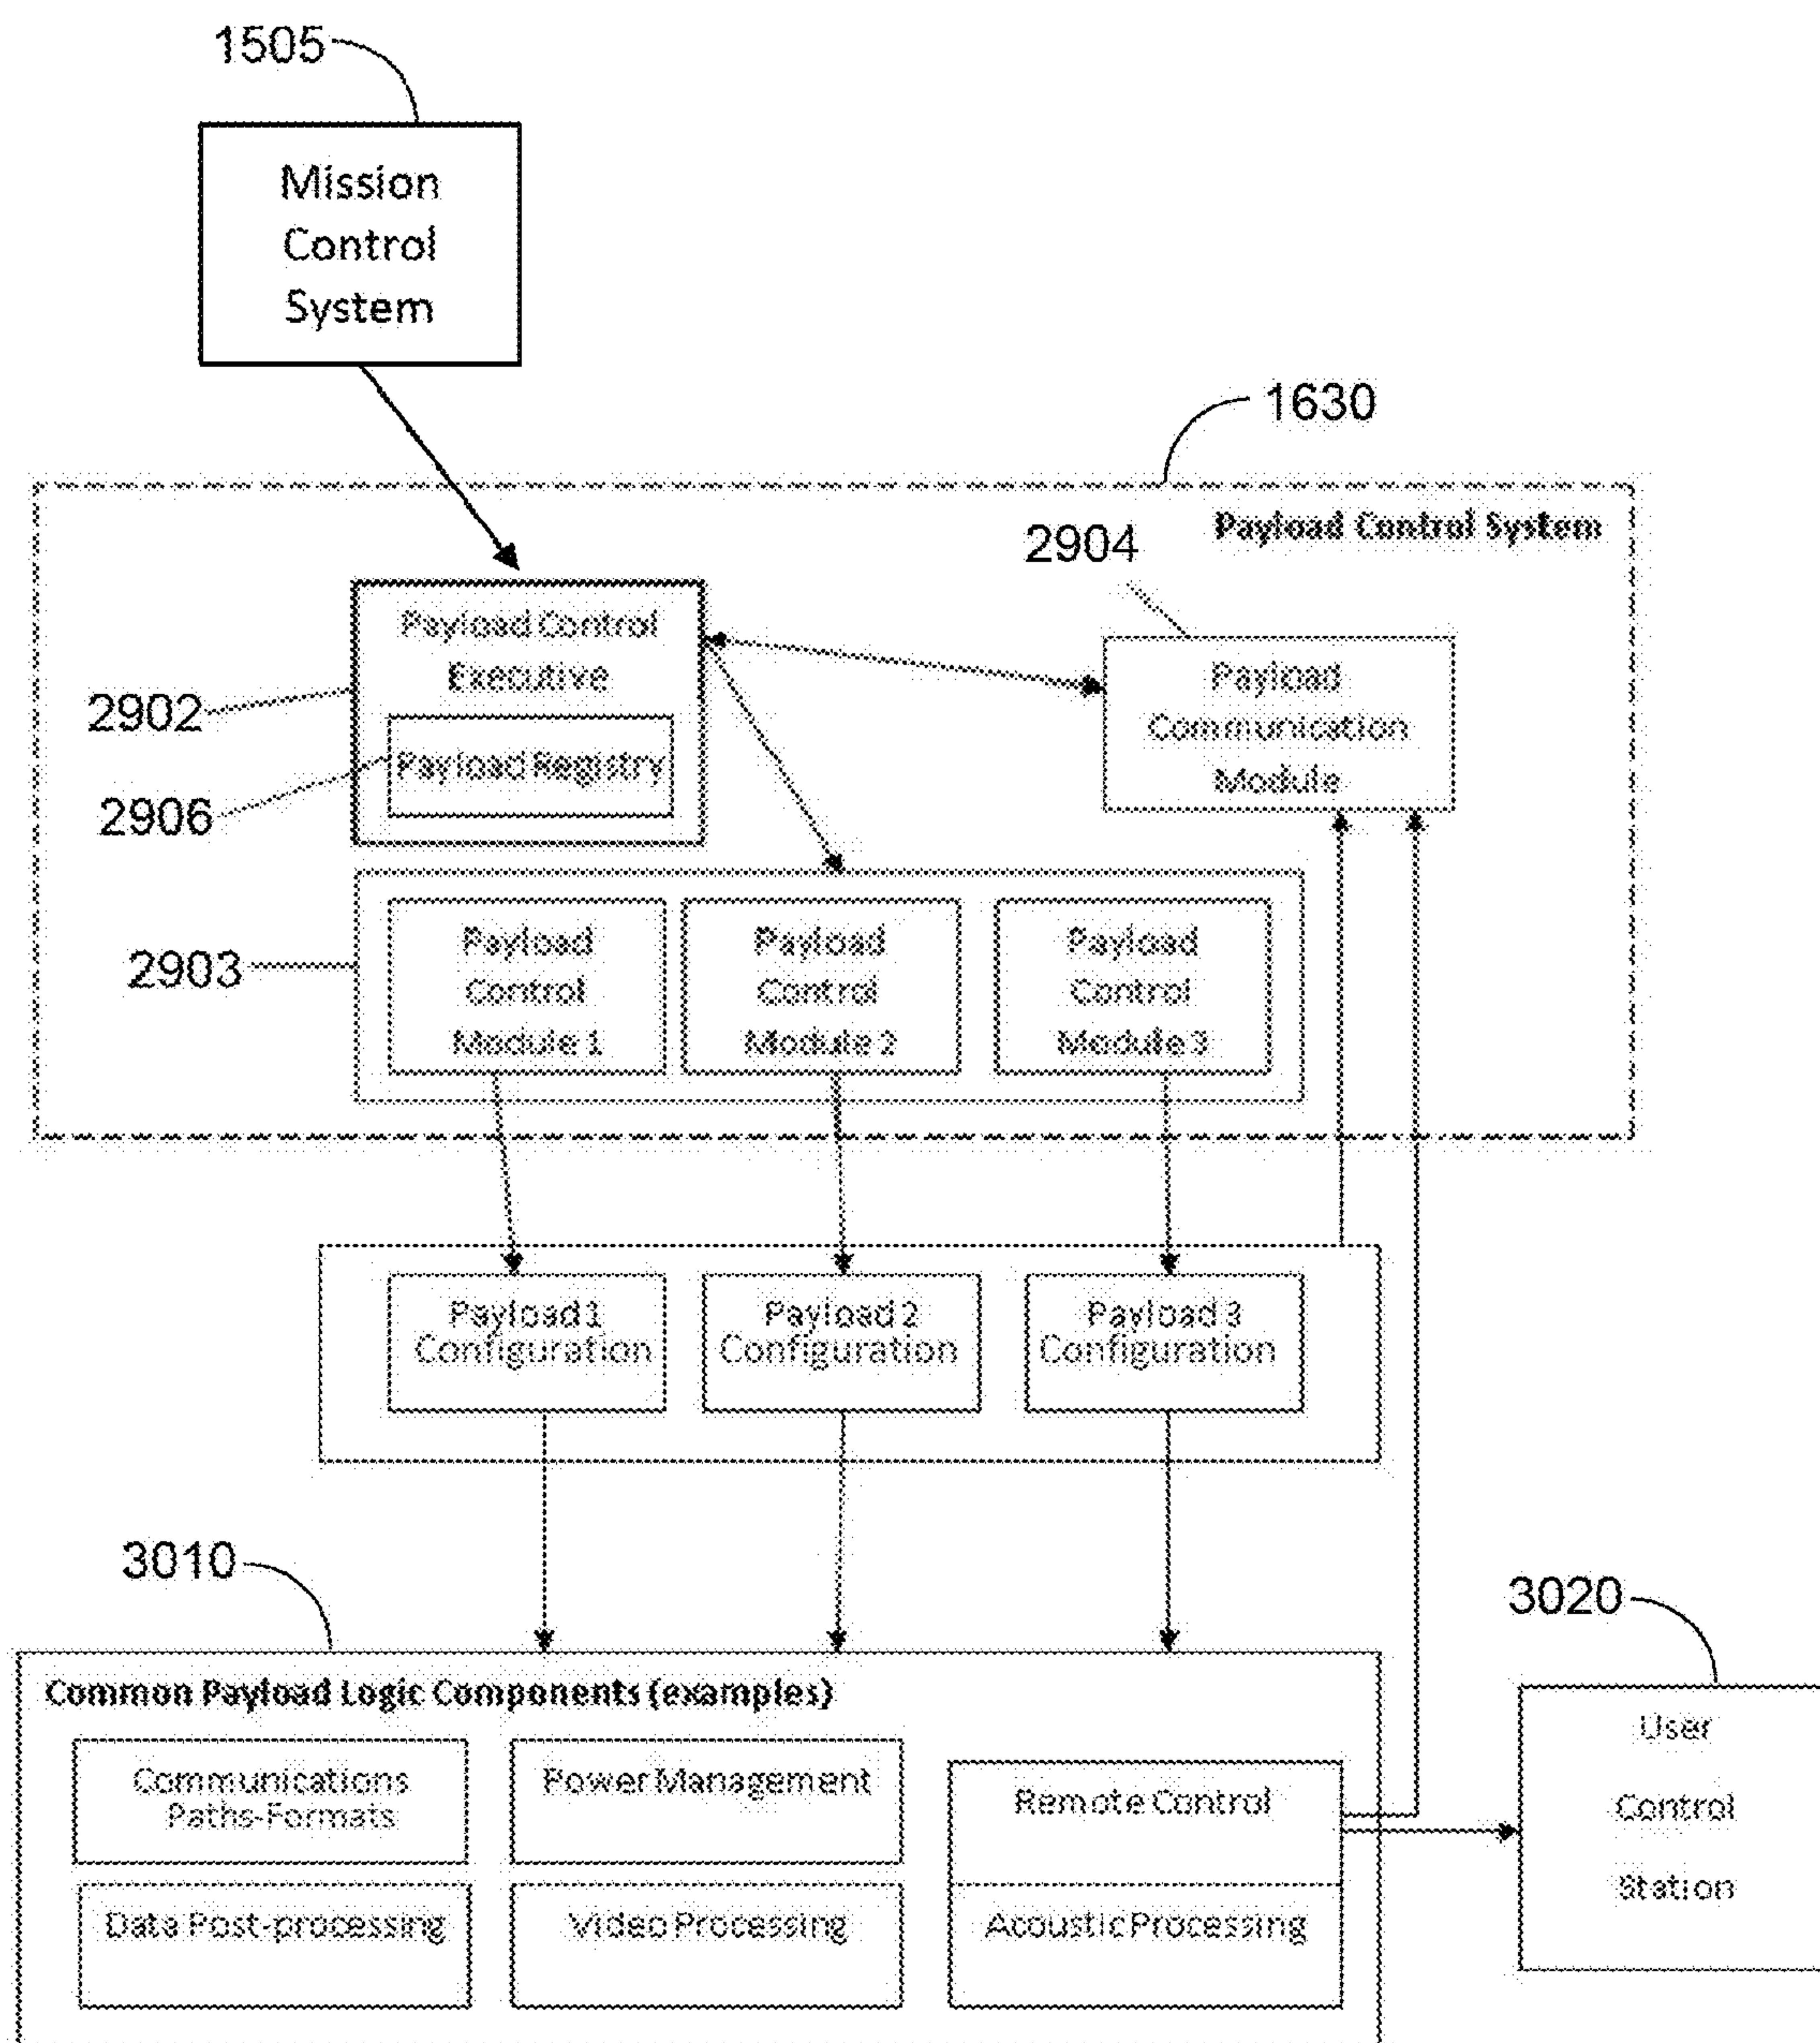 1505
Mission
Control
System
1630
Payload Control System
2904
Payload Control
Executive
2902
Payload Registry
2906
Payload
Communication
Module
2903
Payload
Control
Module 1
Payload
Control
Module 2
Payload
Control
Module 3
Payload 1
Configuration
Payload 2
Configuration
Payload 3
Configuration
3010
3020
Common Payload Logic Components (examples)
Communications
Paths-Formats
Power Management
Remote Control
Data Post-processing
Video Processing
Acoustic Processing
User
Control
Station